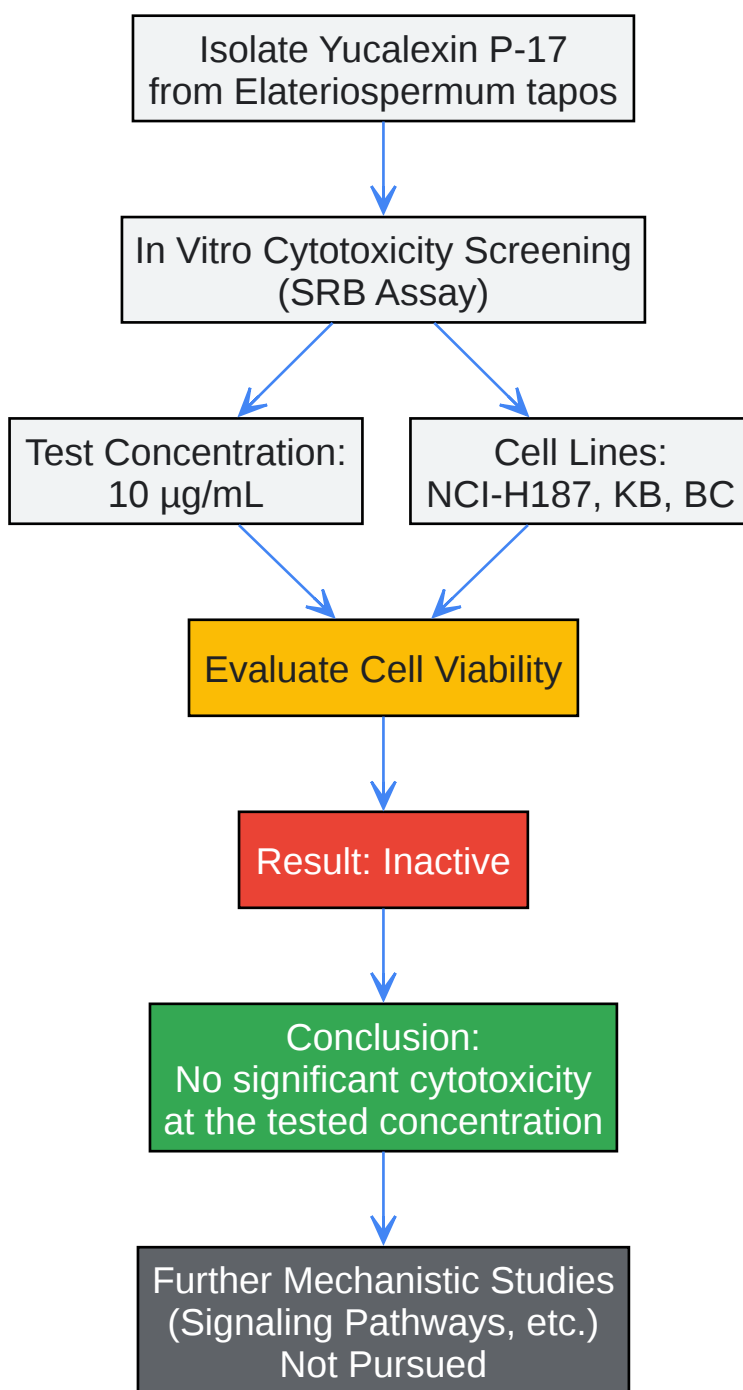 Isolate Yucalexin P-17
from Elateriospermum tapos
In Vitro Cytotoxicity Screening
(SRB Assay)
Test Concentration:
10 µg/mL
Cell Lines:
NCI-H187, KB, BC
Evaluate Cell Viability
Result: Inactive
Conclusion:
No significant cytotoxicity
at the tested concentration
Further Mechanistic Studies
(Signaling Pathways, etc.)
Not Pursued